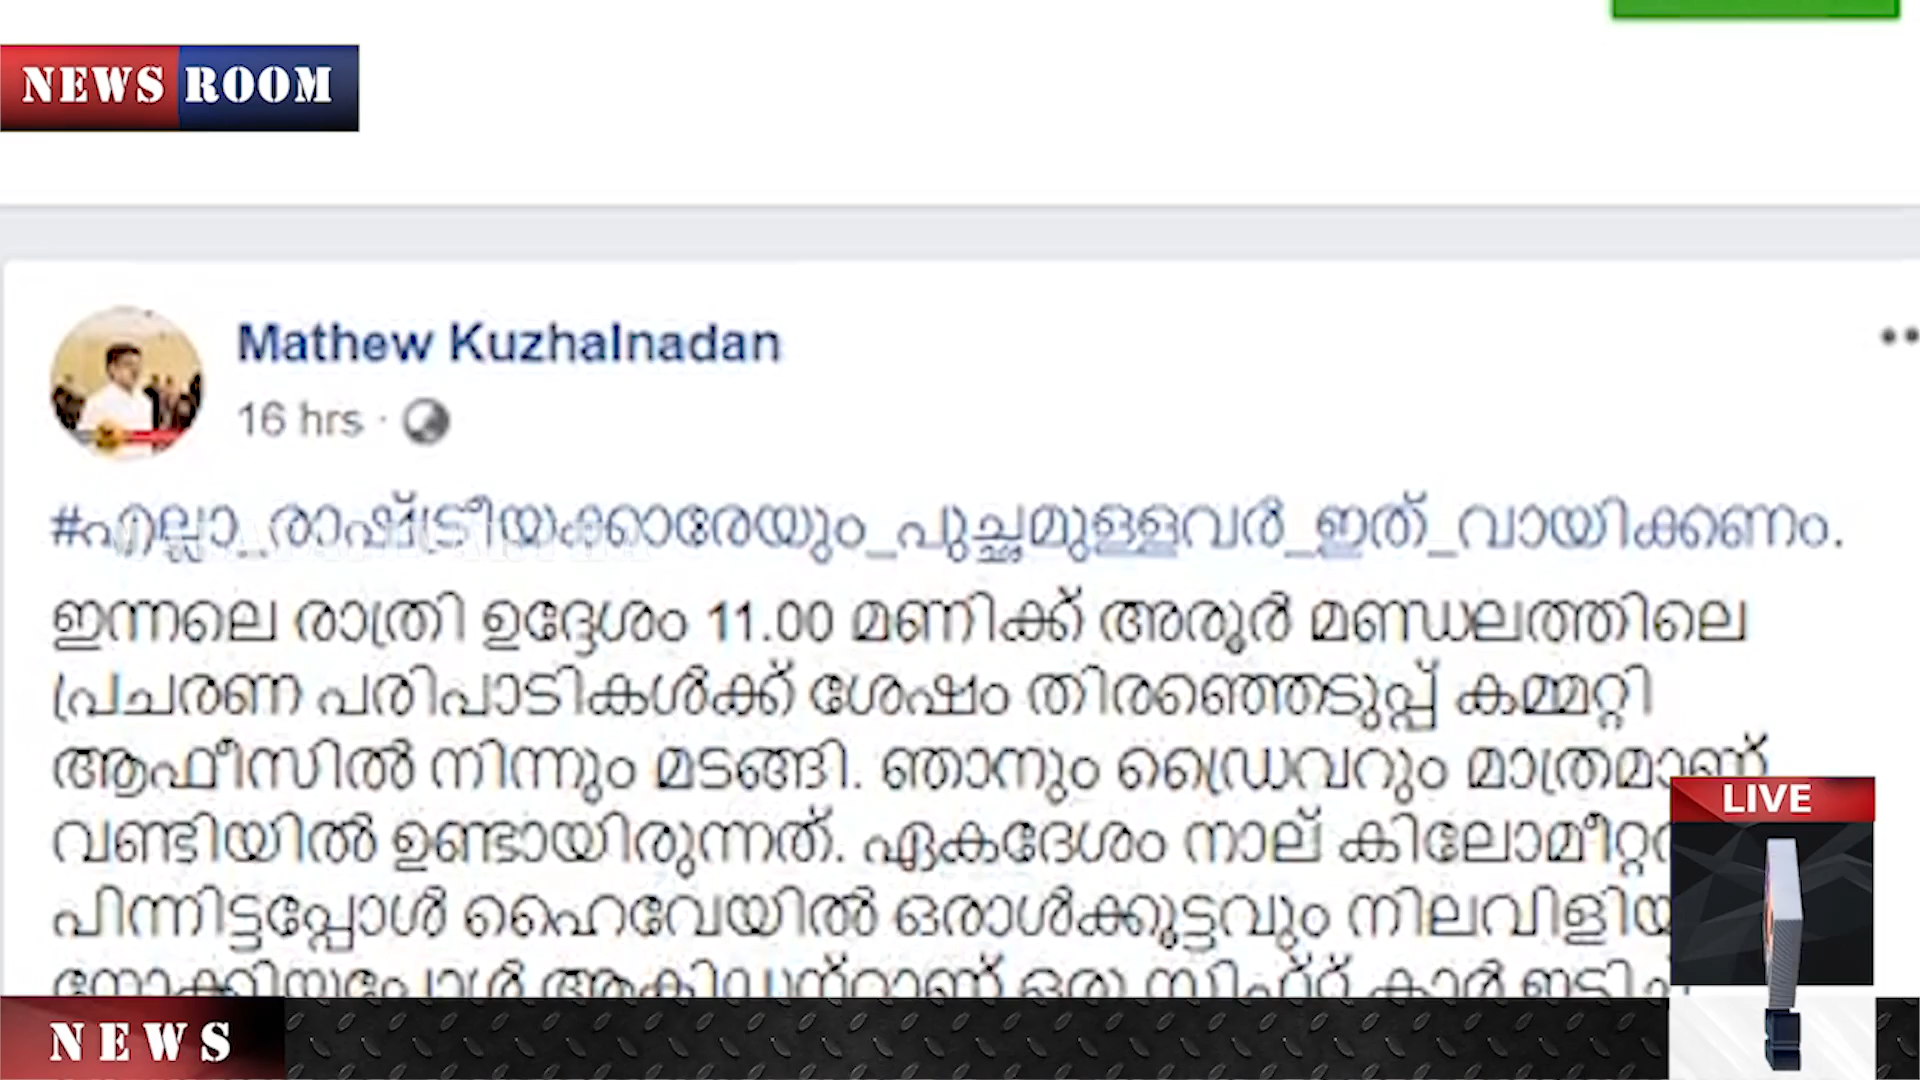 NEWS ROOM
Mathew Kuzhalnadan
16 hrs ·
#എല്ലാ_രാഷ്ട്രീയക്കാരേയും_പുച്ഛമുള്ളവർ_ഇത്_വായിക്കണം.
ഇന്നലെ രാത്രി ഉദ്ദേശം 11.00 മണിക്ക് അരൂർ മണ്ഡലത്തിലെ
പ്രചരണ പരിപാടികൾക്ക് ശേഷം തിരഞ്ഞെടുപ്പ് കമ്മറ്റി
ആഫീസിൽ നിന്നും മടങ്ങി. ഞാനും ഡ്രൈവറും മാത്രമാണ്
വണ്ടിയിൽ ഉണ്ടായിരുന്നത്. ഏകദേശം നാല്
പിന്നിട്ടപ്പോൾ ഹൈവേയിൽ ഒരാൾക്കൂട്ടവും
ഒരു സ്വിഫ്റ്റ് കാർ
LIVE
NEWS